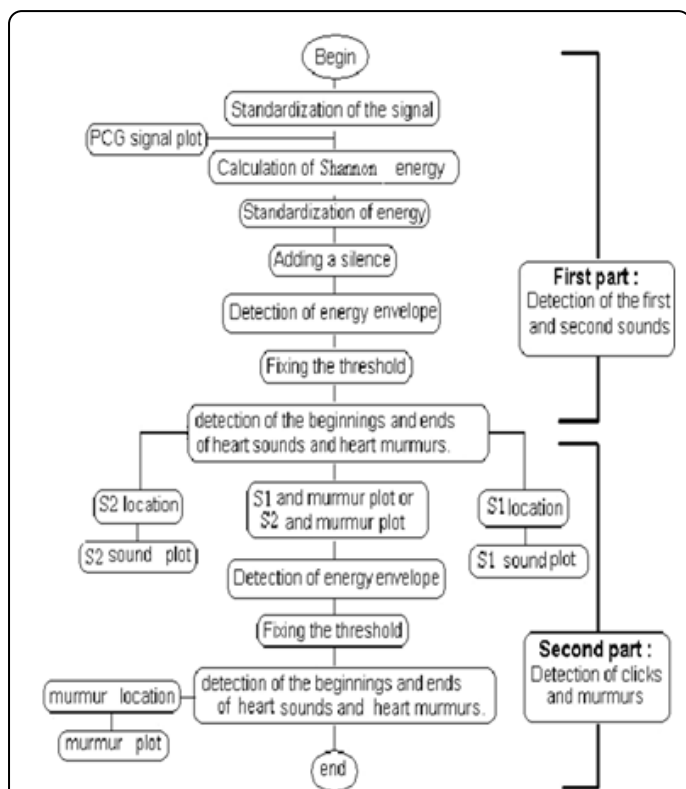 Begin
Standardization of the signal
PCG signal plot
Calculation of Shannon energy
Standardization of energy
Adding a silence
Detection of energy envelope
Fixing the threshold
First part :
Detection of the first
and second sounds
detection of the beginnings and ends
of heart sounds and heart murmurs.
S2 location
S2 sound plot
S1 and murmur plot or
S2 and murmur plot
S1 location
S1 sound plot
Detection of energy envelope
Fixing the threshold
murmur location
murmur plot
detection of the beginnings and ends
of heart sounds and heart murmurs.
Second part :
Detection of clicks
and murmurs
end